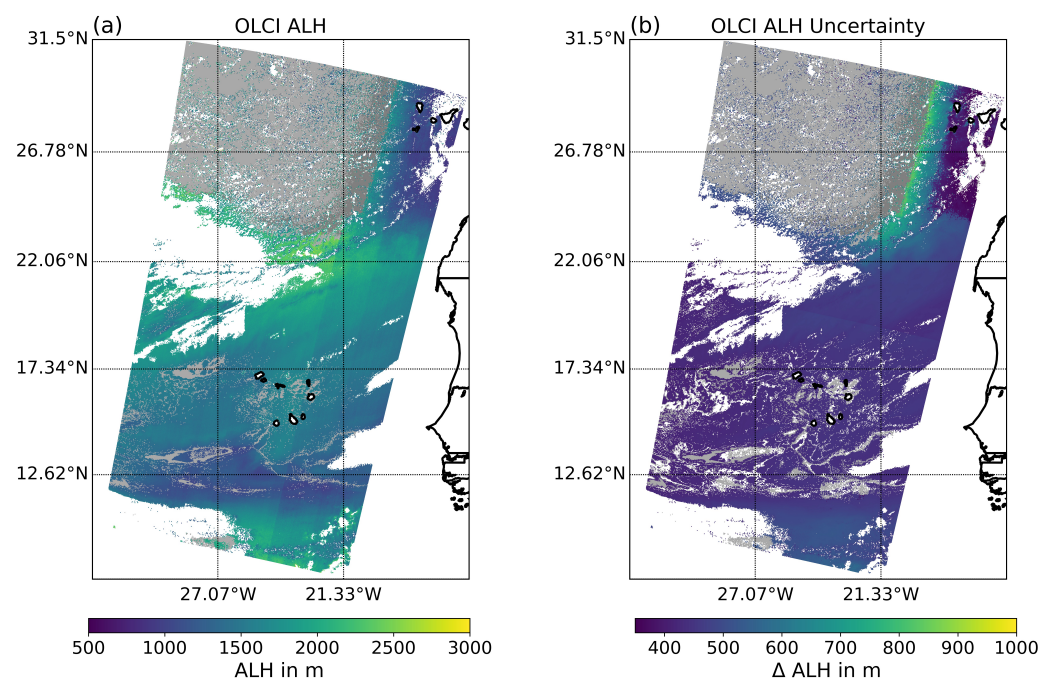 (a) OLCI ALH
31.5°N
26.78°N
22.06°N
17.34°N
12.62°N
27.07°W 21.33°W
500 1000 1500 2000 2500 3000
ALH in m
(b) OLCI ALH Uncertainty
31.5°N
26.78°N
22.06°N
17.34°N
12.62°N
27.07°W 21.33°W
400 500 600 700 800 900 1000
Δ ALH in m